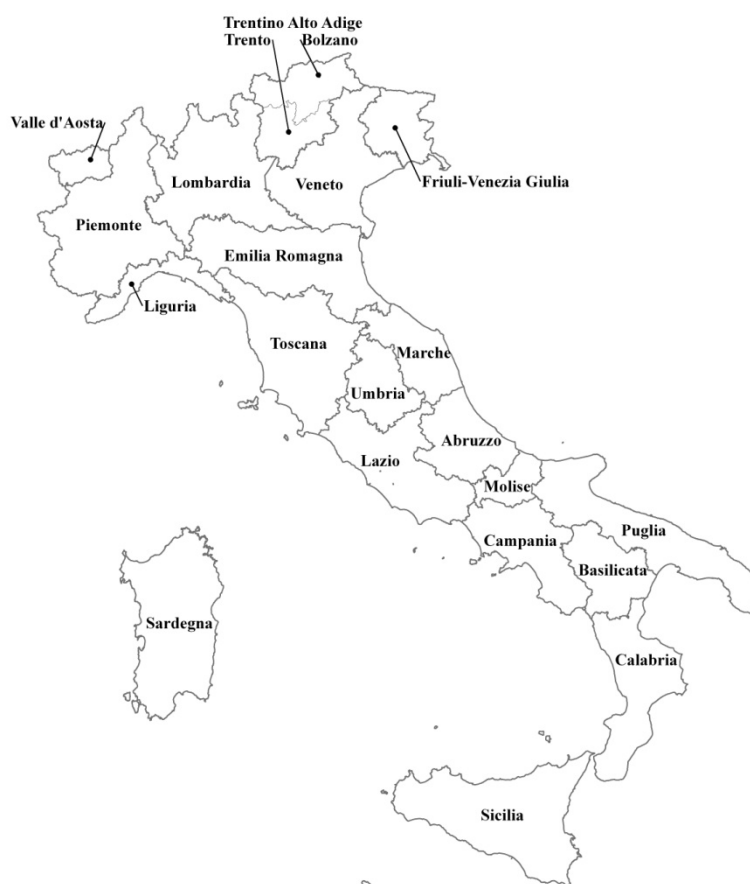 Trentino Alto Adige
Trento Bolzano
Valle d'Aosta
Lombardia
Veneto
Friuli-Venezia Giulia
Piemonte
Emilia Romagna
Liguria
Toscana
Marche
Umbria
Abruzzo
Lazio
Molise
Puglia
Campania
Basilicata
Sardegna
Calabria
Sicilia